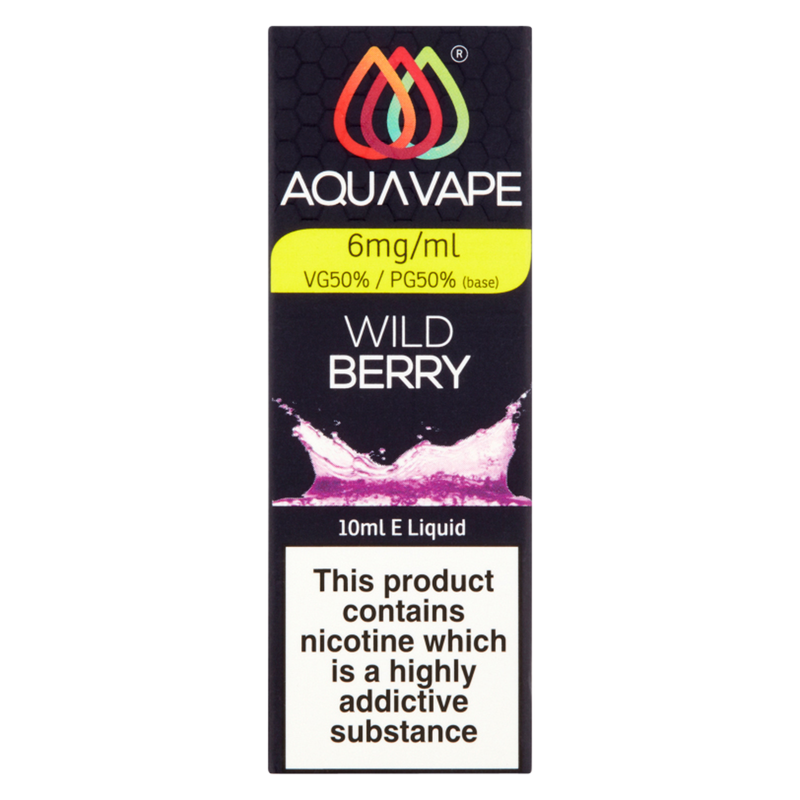 ®
AQUAVAPE
6mg/ml
VG50% / PG50% (base)
WILD
BERRY
10ml E Liquid
This product
contains
nicotine which
is a highly
addictive
substance